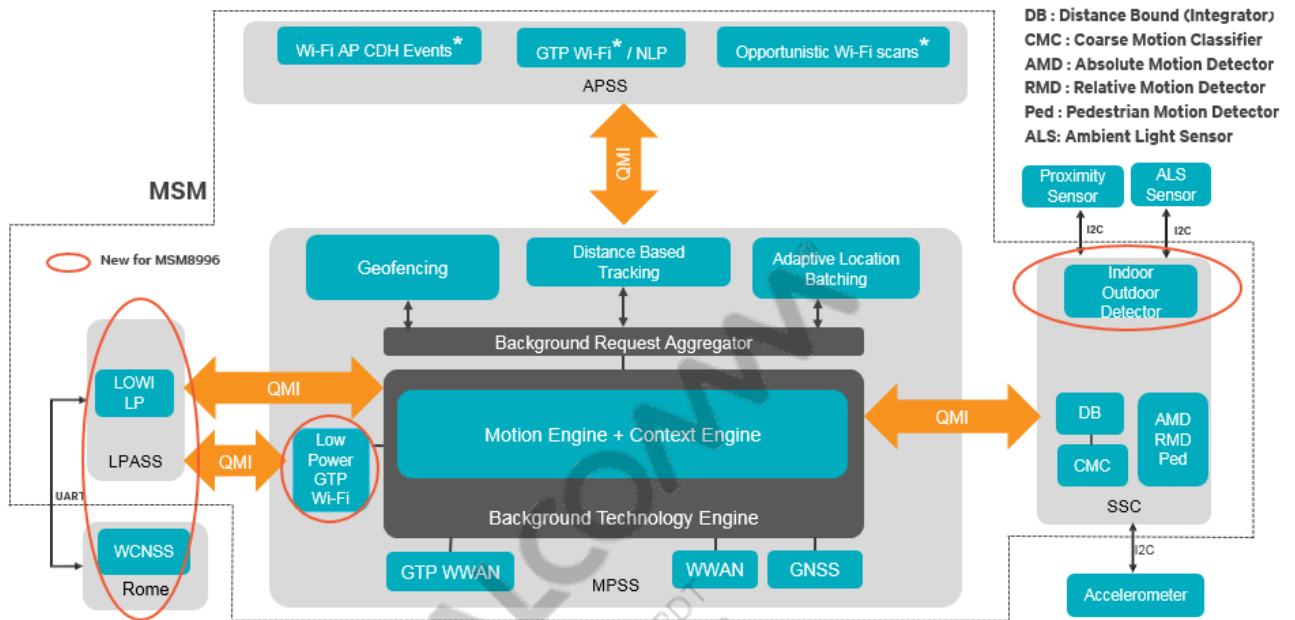 DB : Distance Bound (Integrator)
CMC : Coarse Motion Classifier
AMD : Absolute Motion Detector
RMD : Relative Motion Detector
Ped : Pedestrian Motion Detector
ALS: Ambient Light Sensor
Wi-Fi AP CDH Events*
GTP Wi-Fi* / NLP
Opportunistic Wi-Fi scans*
APSS
QMI
MSM
Proximity
Sensor
ALS
Sensor
I2C
I2C
New for MSM8996
Geofencing
Distance Based
Tracking
Adaptive Location
Batching
Indoor
Outdoor
Detector
Background Request Aggregator
LOWI
LP
LPASS
QMI
QMI
Low
Power
GTP
Wi-Fi
Motion Engine + Context Engine
Background Technology Engine
QMI
DB
CMC
AMD
RMD
Ped
SSC
UART
WCNSS
Rome
GTP WWAN
WWAN
GNSS
MPSS
I2C
Accelerometer
PDT